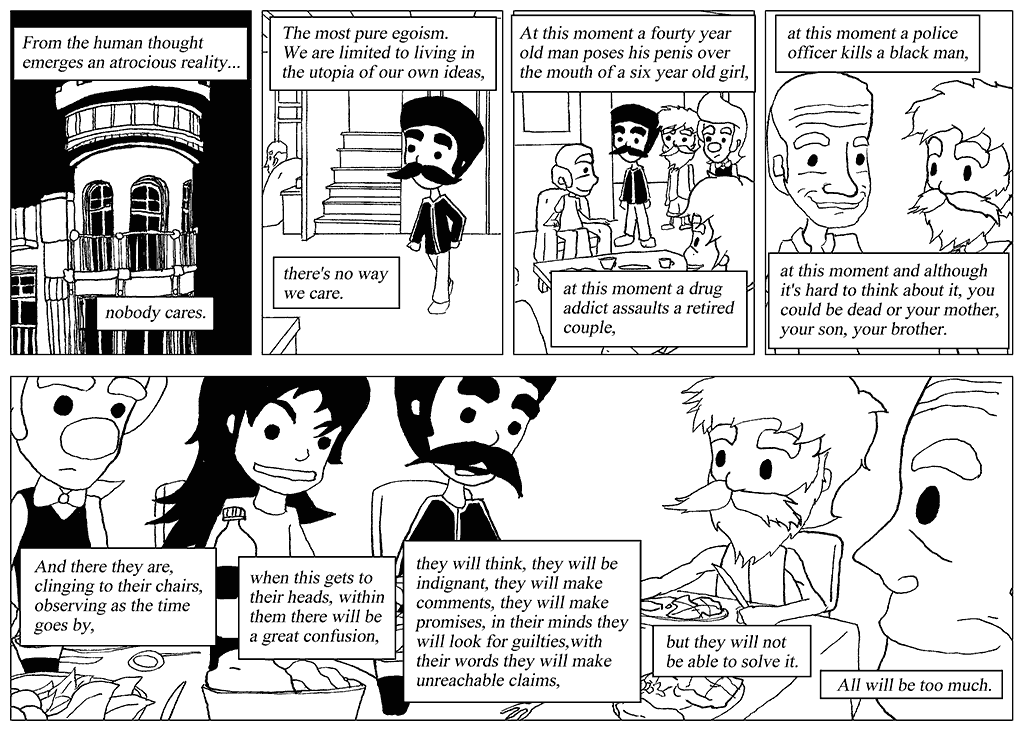 From the human thought
emerges an atrocious reality...
nobody cares.
The most pure egoism.
We are limited to living in
the utopia of our own ideas,
there's no way
we care.
At this moment a fourty year
old man poses his penis over
the mouth of a six year old girl,
at this moment a drug
addict assaults a retired
couple,
at this moment a police
officer kills a black man,
at this moment and although
it's hard to think about it, you
could be dead or your mother,
your son, your brother.
And there they are,
clinging to their chairs,
observing as the time
goes by,
when this gets to
their heads, within
them there will be
a great confusion,
they will think, they will be
indignant, they will make
comments, they will make
promises, in their minds they
will look for guilties,with
their words they will make
unreachable claims,
but they will not
be able to solve it.
All will be too much.